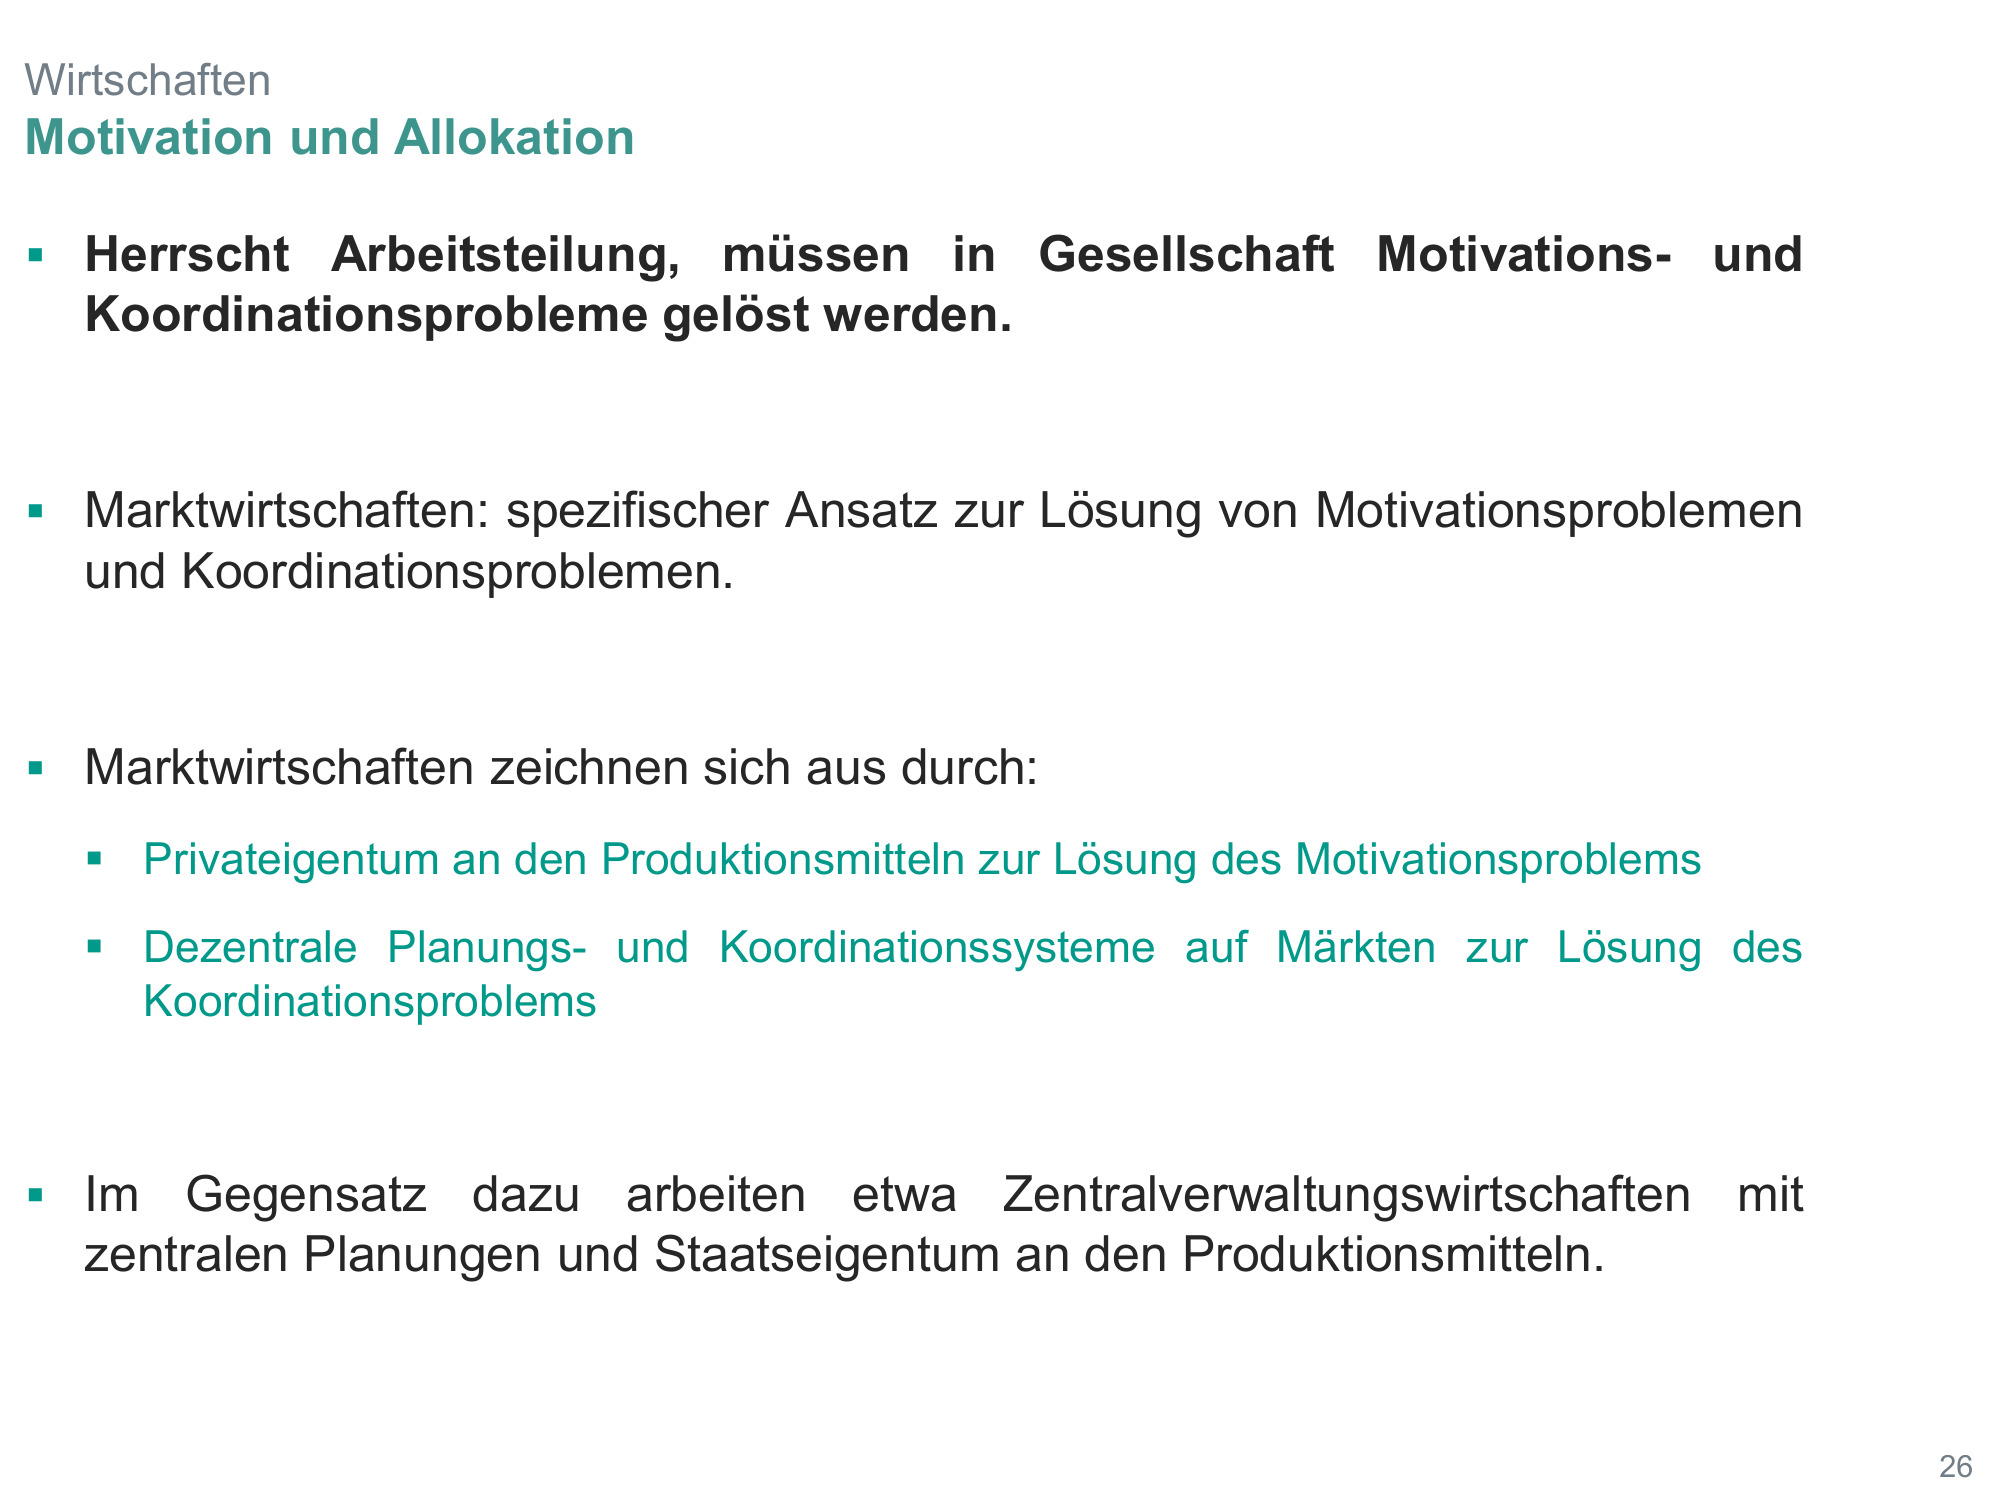 Wirtschaften
Motivation und Allokation
▪ Herrscht Arbeitsteilung, müssen in Gesellschaft Motivations- und
Koordinationsprobleme gelöst werden.
▪ Marktwirtschaften: spezifischer Ansatz zur Lösung von Motivationsproblemen
und Koordinationsproblemen.
▪ Marktwirtschaften zeichnen sich aus durch:
▪ Privateigentum an den Produktionsmitteln zur Lösung des Motivationsproblems
▪ Dezentrale Planungs- und Koordinationssysteme auf Märkten zur Lösung des
Koordinationsproblems
▪ Im Gegensatz dazu arbeiten etwa Zentralverwaltungswirtschaften mit
zentralen Planungen und Staatseigentum an den Produktionsmitteln.
26